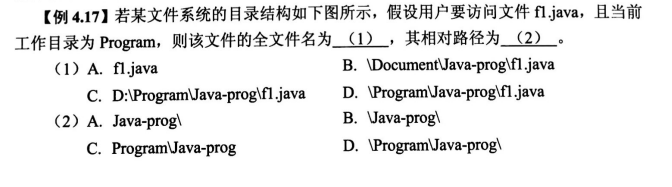 【例 4.17】若某文件系统的目录结构如下图所示，假设用户要访问文件 f1.java，且当前
工作目录为 Program，则该文件的全文件名为 （1） ，其相对路径为 （2） 。
（1）A. f1.java B. \Document\Java-prog\f1.java
C. D:\Program\Java-prog\f1.java D. \Program\Java-prog\f1.java
（2）A. Java-prog\ B. \Java-prog\
C. Program\Java-prog D. \Program\Java-prog\